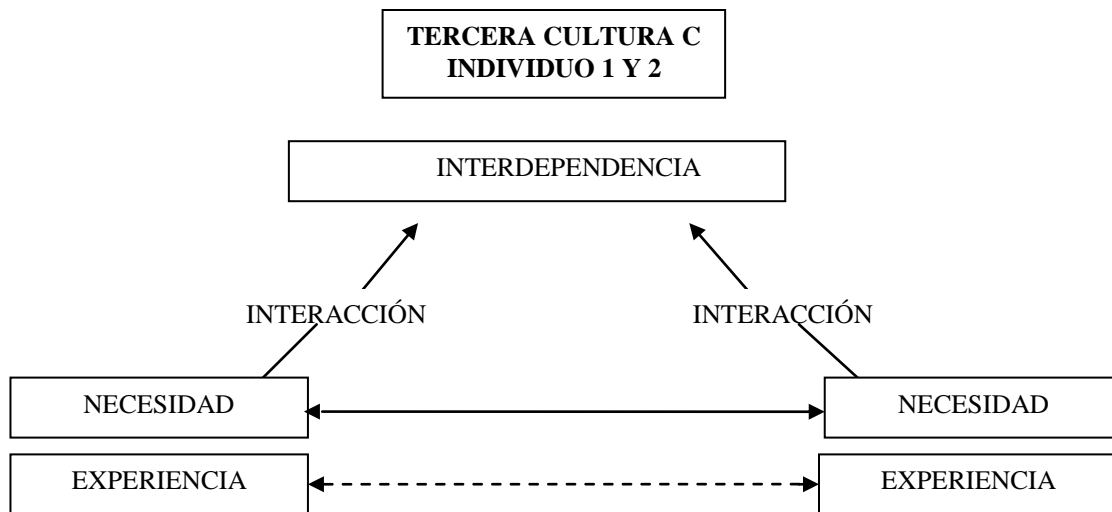 TERCERA CULTURA C
INDIVIDUO 1 Y 2
INTERDEPENDENCIA
INTERACCIÓN
INTERACCIÓN
NECESIDAD
NECESIDAD
EXPERIENCIA
EXPERIENCIA